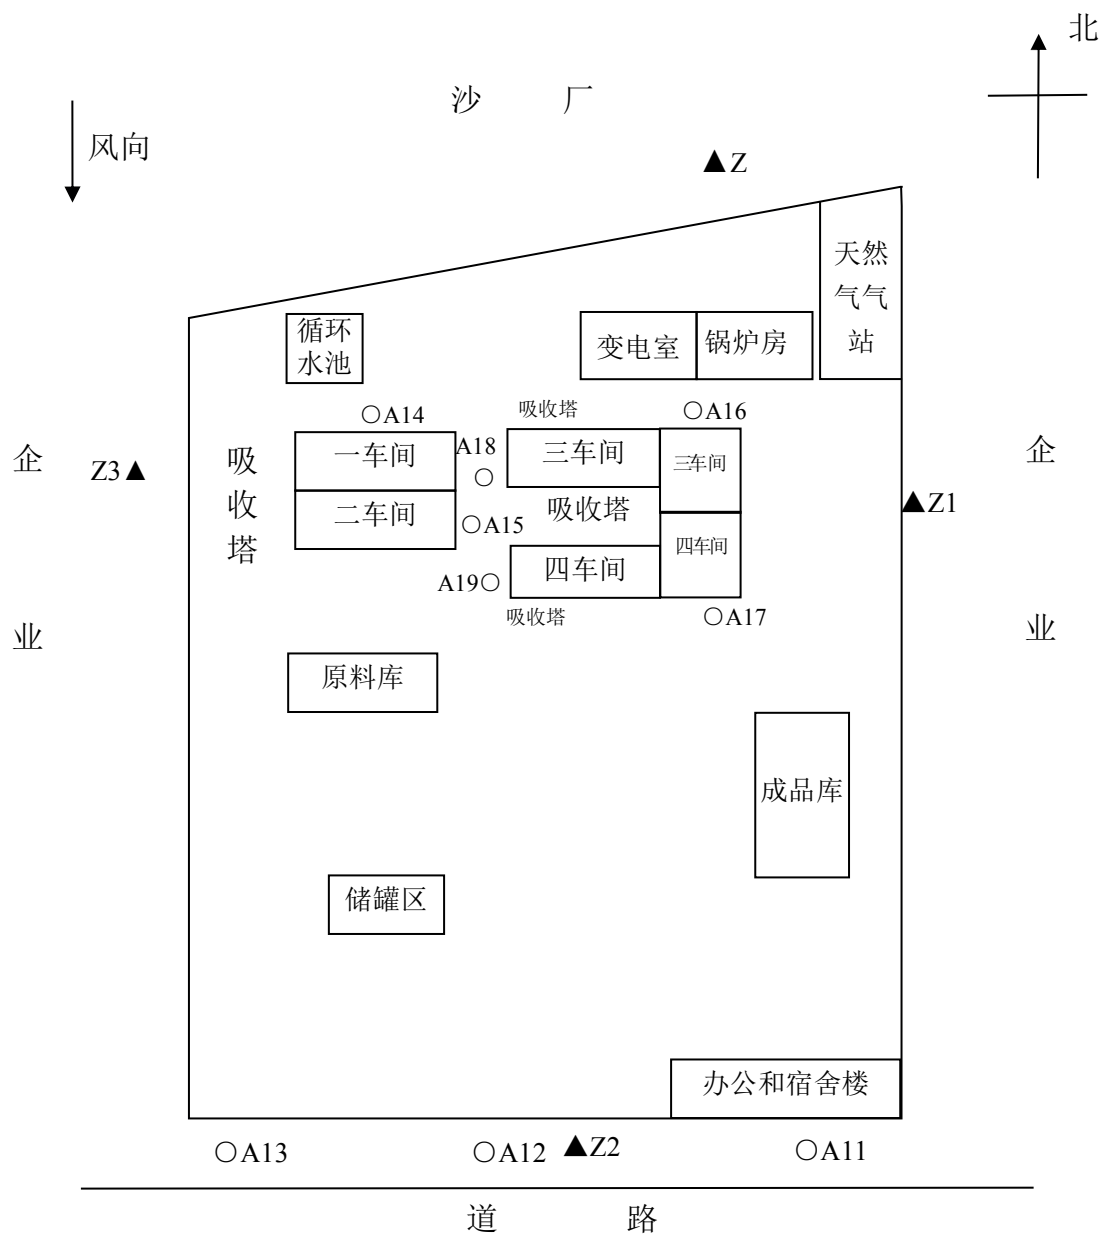 北
沙 厂
风向
▲Z
天然
气气
站
循环
水池
变电室
锅炉房
吸收塔
○A14
○A16
企
Z3▲
吸
收
塔
一车间
A18
○
三车间
三车间
企
▲Z1
二车间
○A15
吸收塔
四车间
四车间
A19○
吸收塔
○A17
业
业
原料库
成品库
储罐区
办公和宿舍楼
○A13
○A12
▲Z2
○A11
道 路